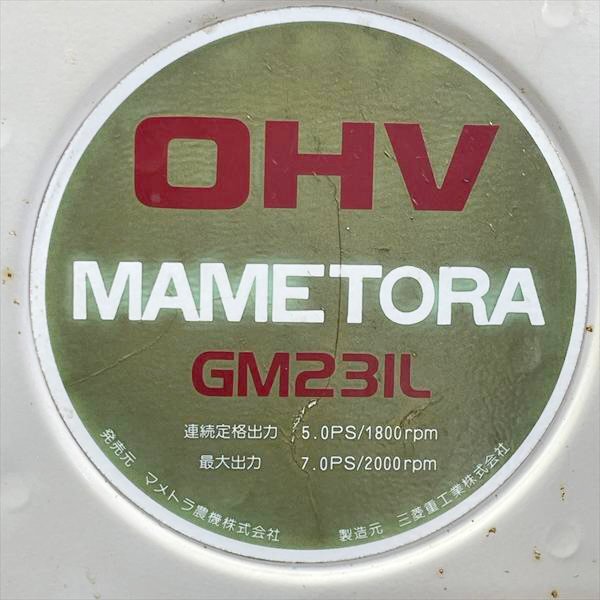 OHV
MAMETORA
GM231L
連続定格出力 5.0PS/1800rpm
最大出力 7.0PS/2000rpm
発売元 マメトラ農機株式会社
製造元 三菱重工業株式会社